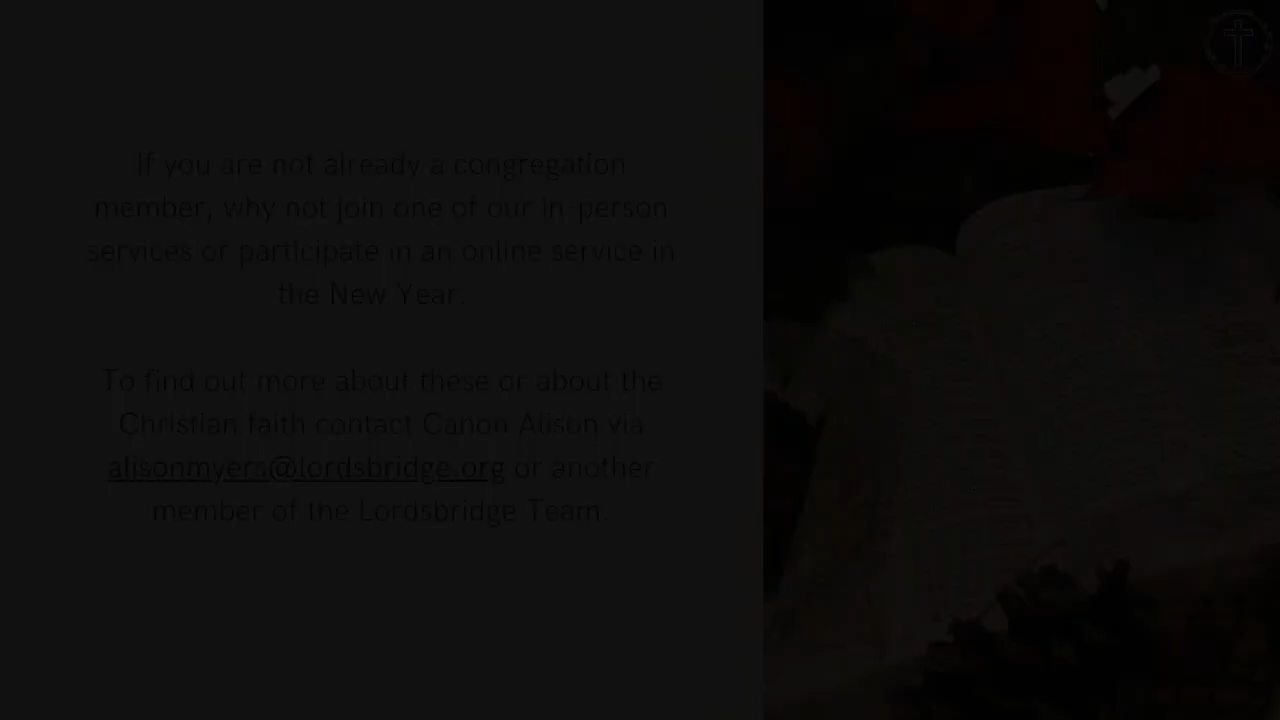 If you are not already a congregation
member, why not join one of our in-person
services or participate in an online service in
the New Year.
To find out more about these or about the
Christian faith contact Canon Alison via
alisonmyers@lordsbridge.org or another
member of the Lordsbridge Team.